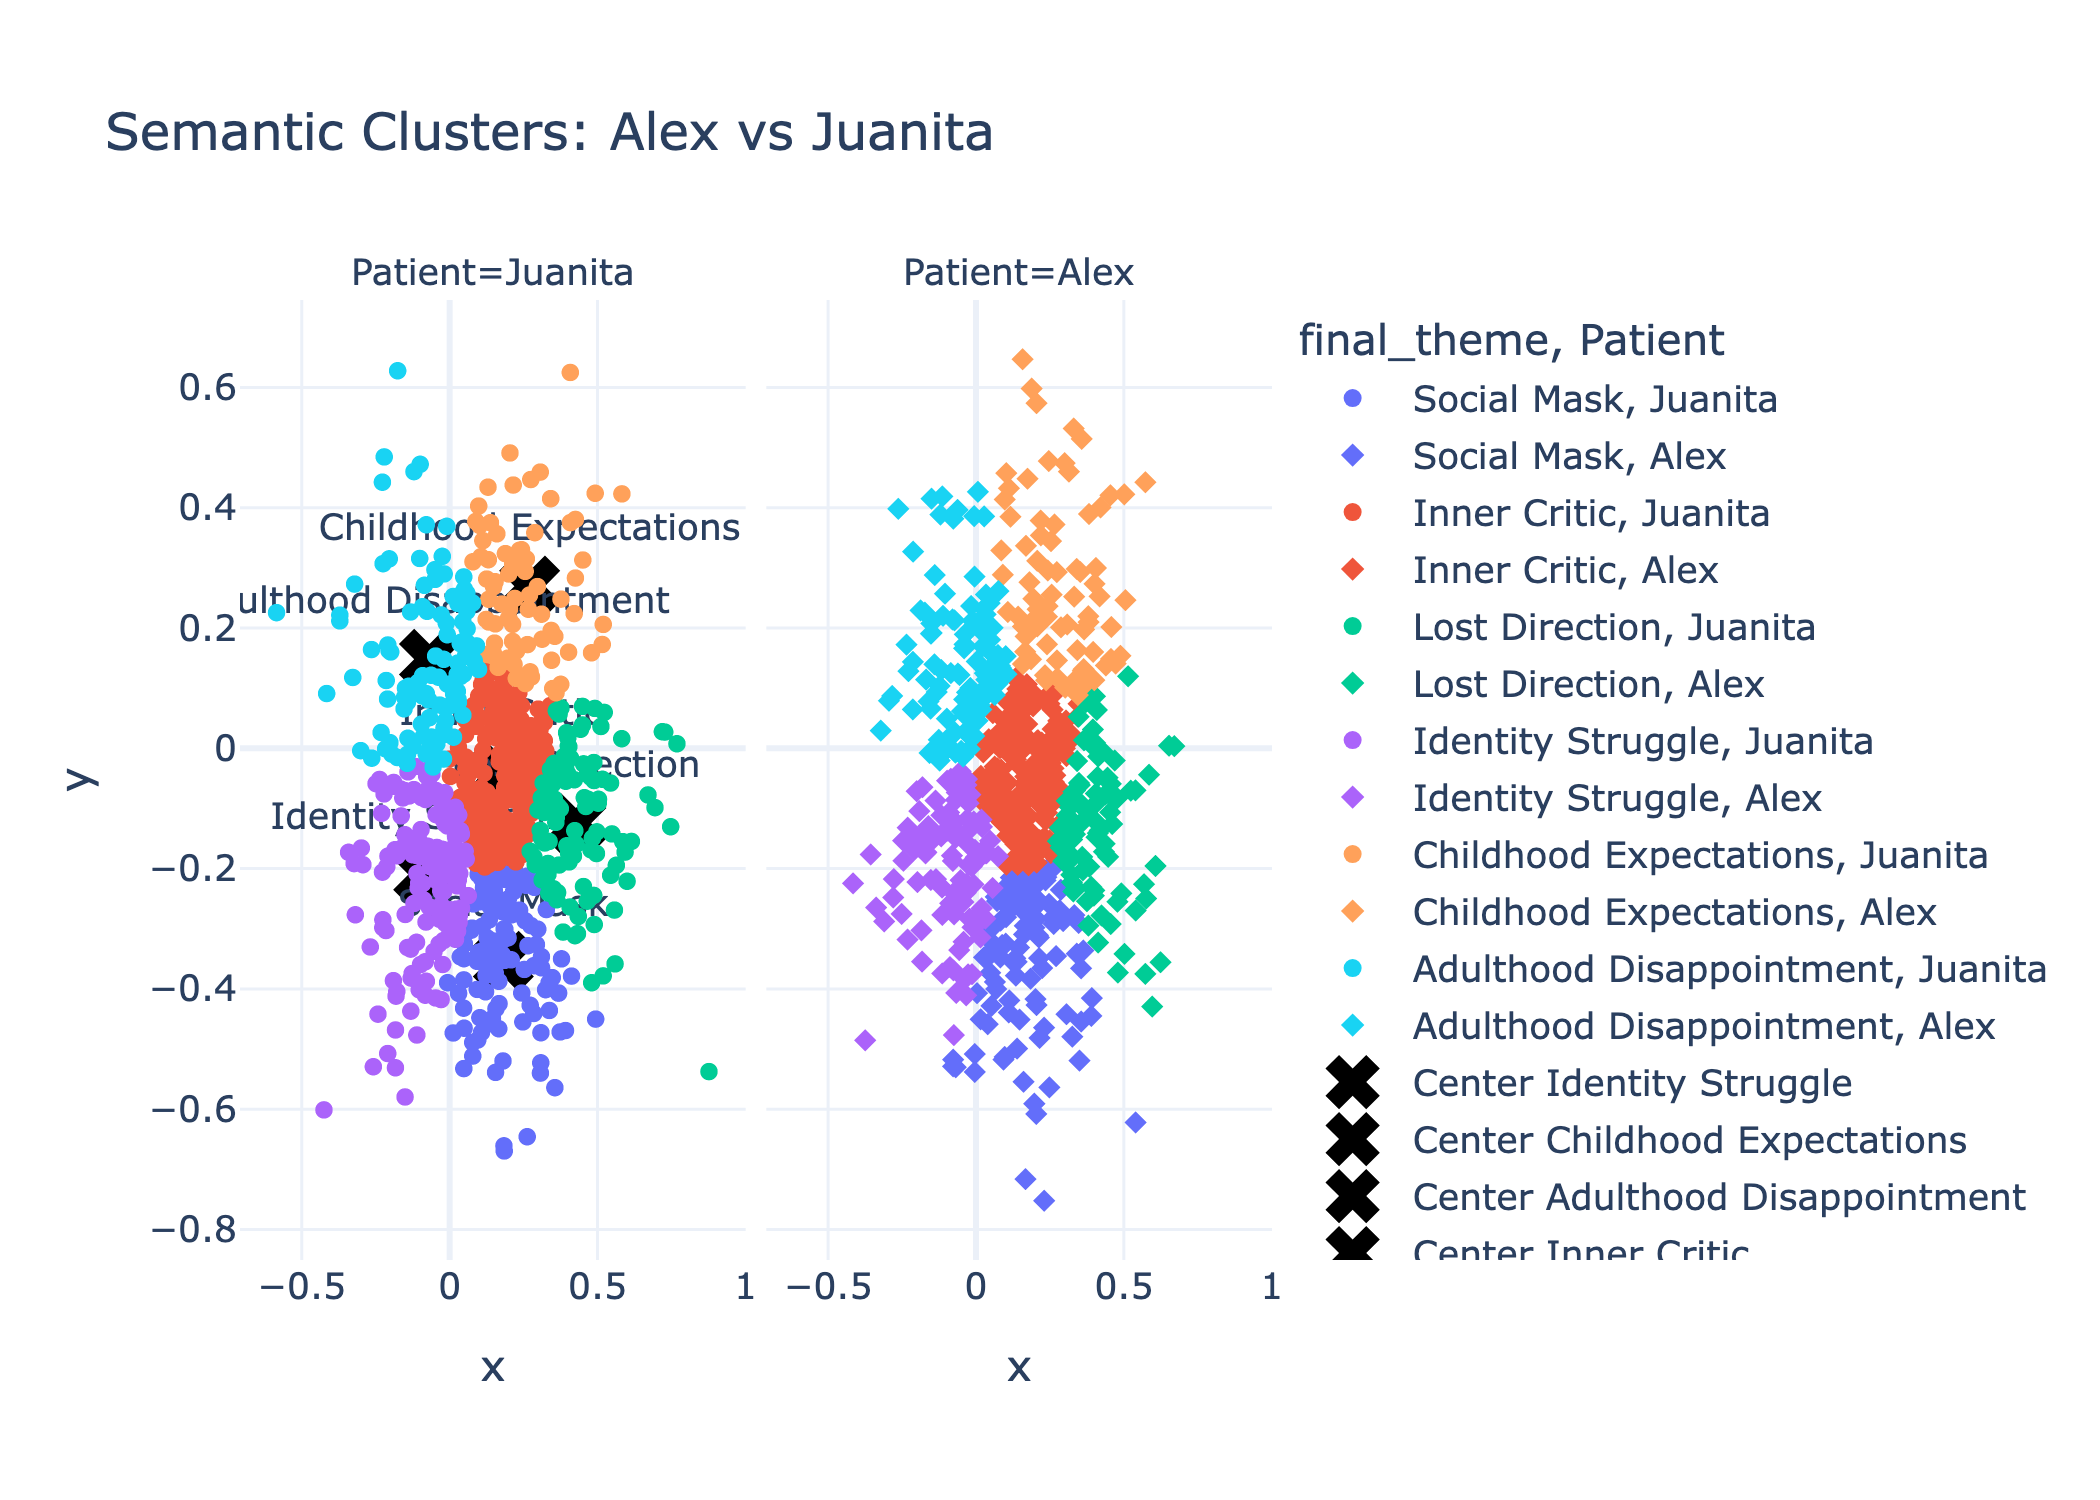 Semantic Clusters: Alex vs Juanita
Patient=Juanita
Patient=Alex
final_theme, Patient
Social Mask, Juanita
Social Mask, Alex
Inner Critic, Juanita
Inner Critic, Alex
Lost Direction, Juanita
Lost Direction, Alex
Identity Struggle, Juanita
Identity Struggle, Alex
Childhood Expectations, Juanita
Childhood Expectations, Alex
Adulthood Disappointment, Juanita
Adulthood Disappointment, Alex
Center Identity Struggle
Center Childhood Expectations
Center Adulthood Disappointment
Center Inner Critic
0.6
0.4
0.2
0
−0.2
−0.4
−0.6
−0.8
y
Childhood Expectations
Identity
−0.5
0
0.5
1
−0.5
0
0.5
1
x
x